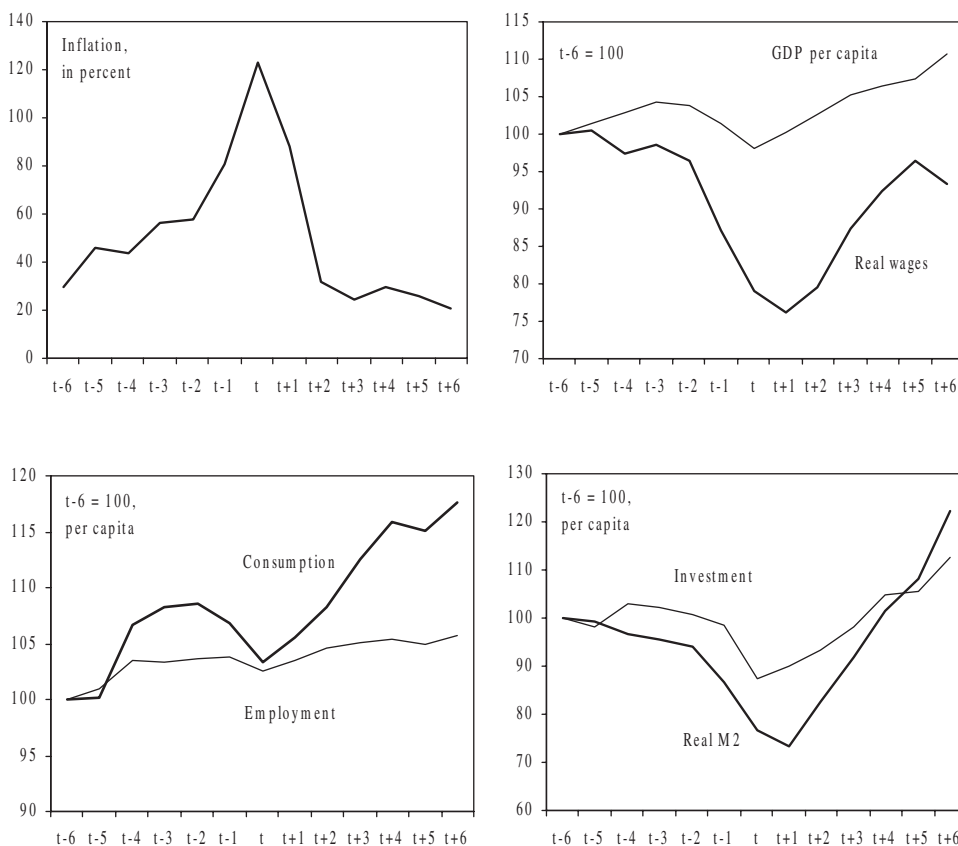 140
120
100
80
60
40
20
0
Inflation,
in percent
t-6 t-5 t-4 t-3 t-2 t-1 t t+1 t+2 t+3 t+4 t+5 t+6
115
110
105
100
95
90
85
80
75
70
t-6 = 100
GDP per capita
Real wages
t-6 t-5 t-4 t-3 t-2 t-1 t t+1 t+2 t+3 t+4 t+5 t+6
120
115
110
105
100
95
90
t-6 = 100,
per capita
Consumption
Employment
t-6 t-5 t-4 t-3 t-2 t-1 t t+1 t+2 t+3 t+4 t+5 t+6
130
120
110
100
90
80
70
60
t-6 = 100,
per capita
Investment
Real M2
t-6 t-5 t-4 t-3 t-2 t-1 t t+1 t+2 t+3 t+4 t+5 t+6